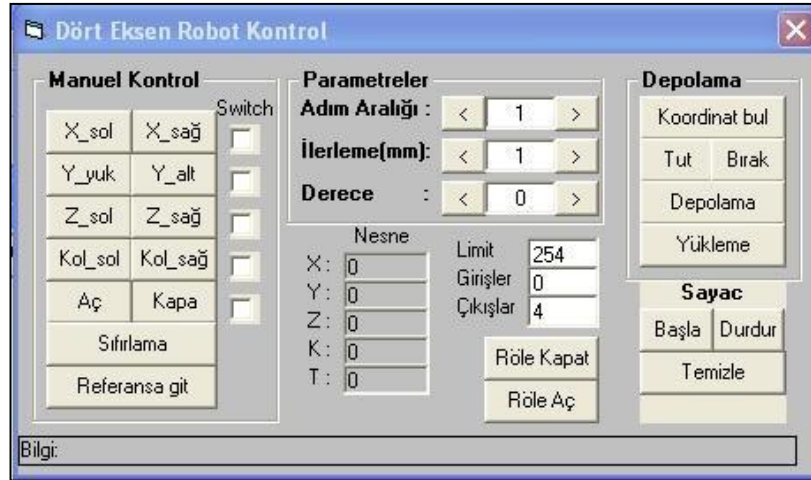 Dört Eksen Robot Kontrol
Manuel Kontrol
Switch
X_sol X_sağ
Y_yuk Y_alt
Z_sol Z_sağ
Kol_sol Kol_sağ
Aç Kapa
Sıfırlama
Referansa git
Parametreler
Adım Aralığı : < 1 >
İlerleme(mm): < 1 >
Derece : < 0 >
Nesne
X : 0
Y : 0
Z : 0
K : 0
T : 0
Limit 254
Girişler 0
Çıkışlar 4
Röle Kapat
Röle Aç
Depolama
Koordinat bul
Tut Bırak
Depolama
Yükleme
Sayac
Başla Durdur
Temizle
Bilgi: